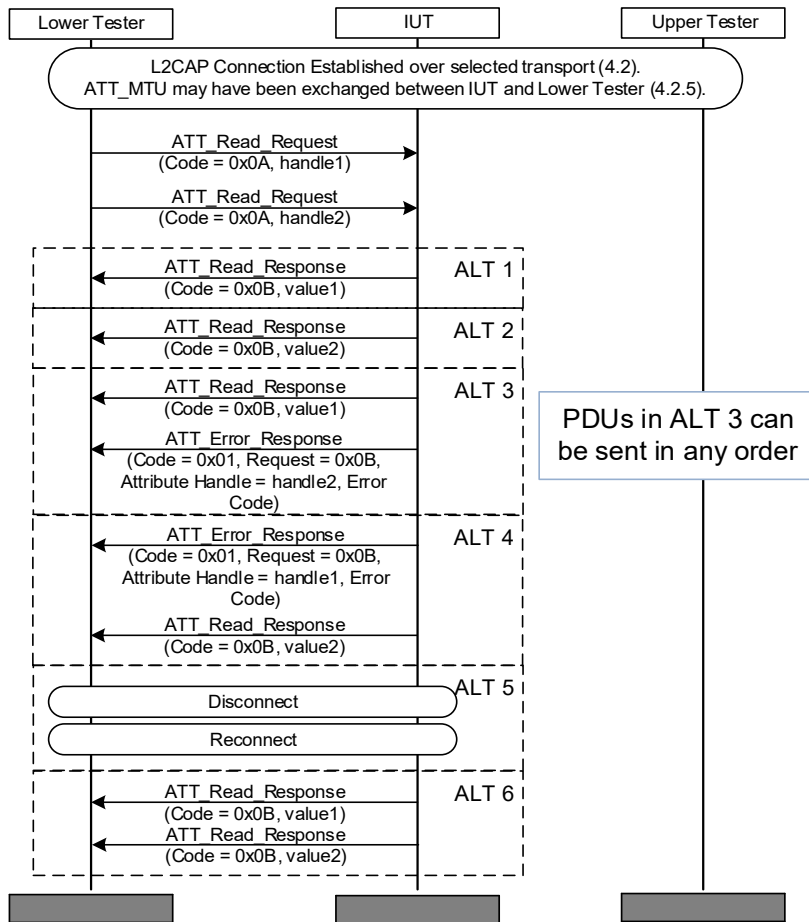 Lower Tester
IUT
Upper Tester
L2CAP Connection Established over selected transport (4.2).
ATT_MTU may have been exchanged between IUT and Lower Tester (4.2.5).
ATT_Read_Request
(Code = 0x0A, handle1)
ATT_Read_Request
(Code = 0x0A, handle2)
ALT 1
ATT_Read_Response
(Code = 0x0B, value1)
ALT 2
ATT_Read_Response
(Code = 0x0B, value2)
ALT 3
ATT_Read_Response
(Code = 0x0B, value1)
ATT_Error_Response
(Code = 0x01, Request = 0x0B,
Attribute Handle = handle2, Error
Code)
PDUs in ALT 3 can
be sent in any order
ALT 4
ATT_Error_Response
(Code = 0x01, Request = 0x0B,
Attribute Handle = handle1, Error
Code)
ATT_Read_Response
(Code = 0x0B, value2)
ALT 5
Disconnect
Reconnect
ALT 6
ATT_Read_Response
(Code = 0x0B, value1)
ATT_Read_Response
(Code = 0x0B, value2)